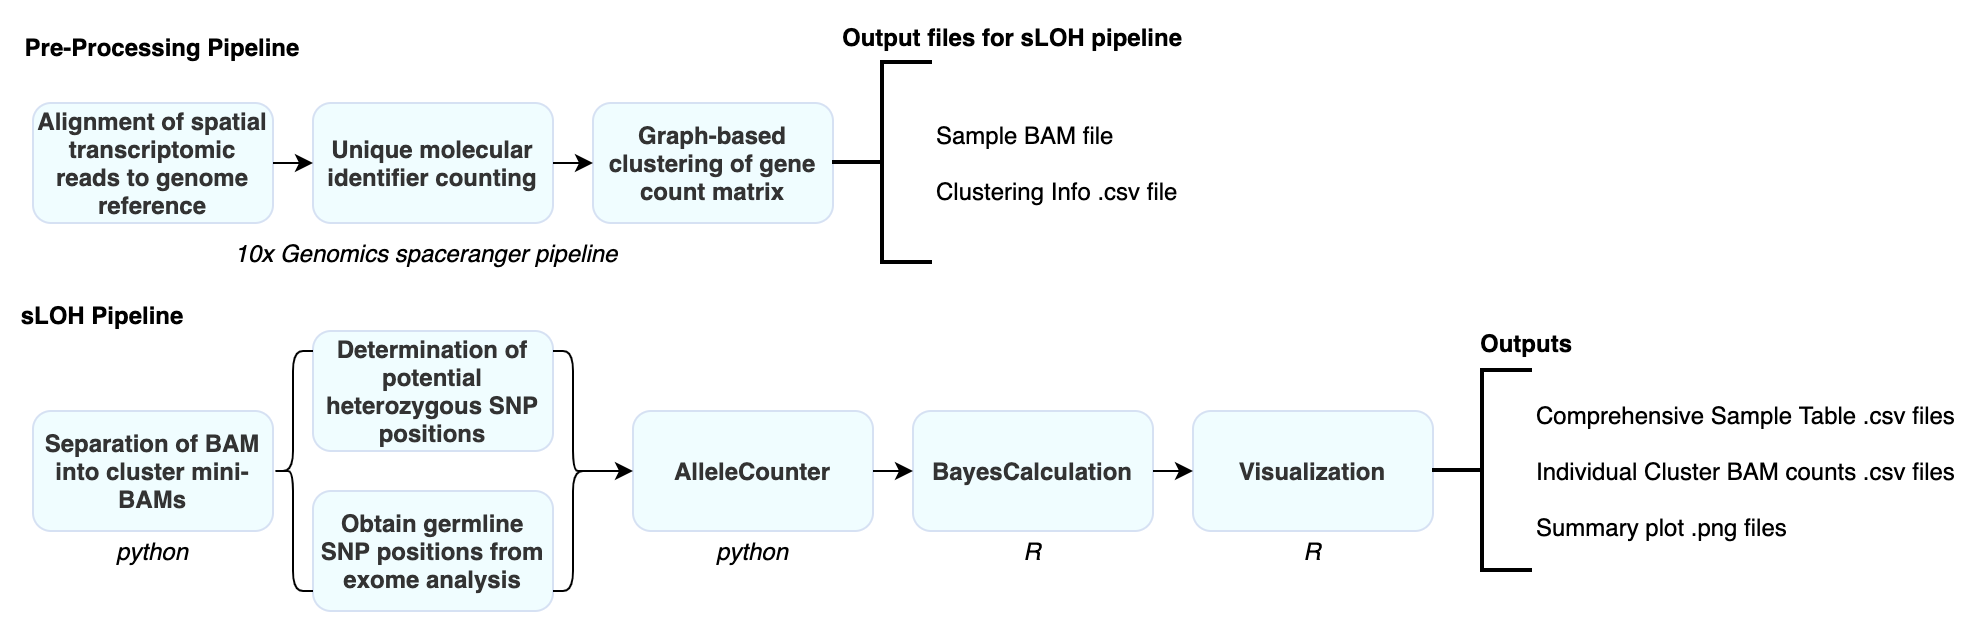 Pre-Processing Pipeline
Output files for sLOH pipeline
Alignment of spatial
transcriptomic
reads to genome
reference
Unique molecular
identifier counting
Graph-based
clustering of gene
count matrix
Sample BAM file
Clustering Info .csv file
10x Genomics spaceranger pipeline
sLOH Pipeline
Separation of BAM
into cluster mini-
BAMs
python
Determination of
potential
heterozygous SNP
positions
Obtain germline
SNP positions from
exome analysis
AlleleCounter
python
BayesCalculation
R
Visualization
R
Outputs
Comprehensive Sample Table .csv files
Individual Cluster BAM counts .csv files
Summary plot .png files